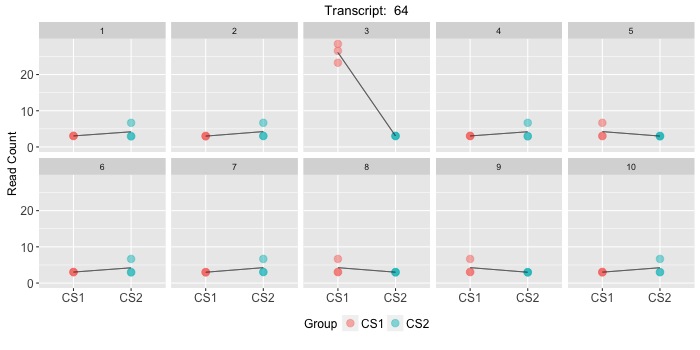 Transcript: 64
1 2 3 4 5
20
10
0
Read Count
6 7 8 9 10
20
10
0
CS1 CS2 CS1 CS2 CS1 CS2 CS1 CS2 CS1 CS2
Group CS1 CS2